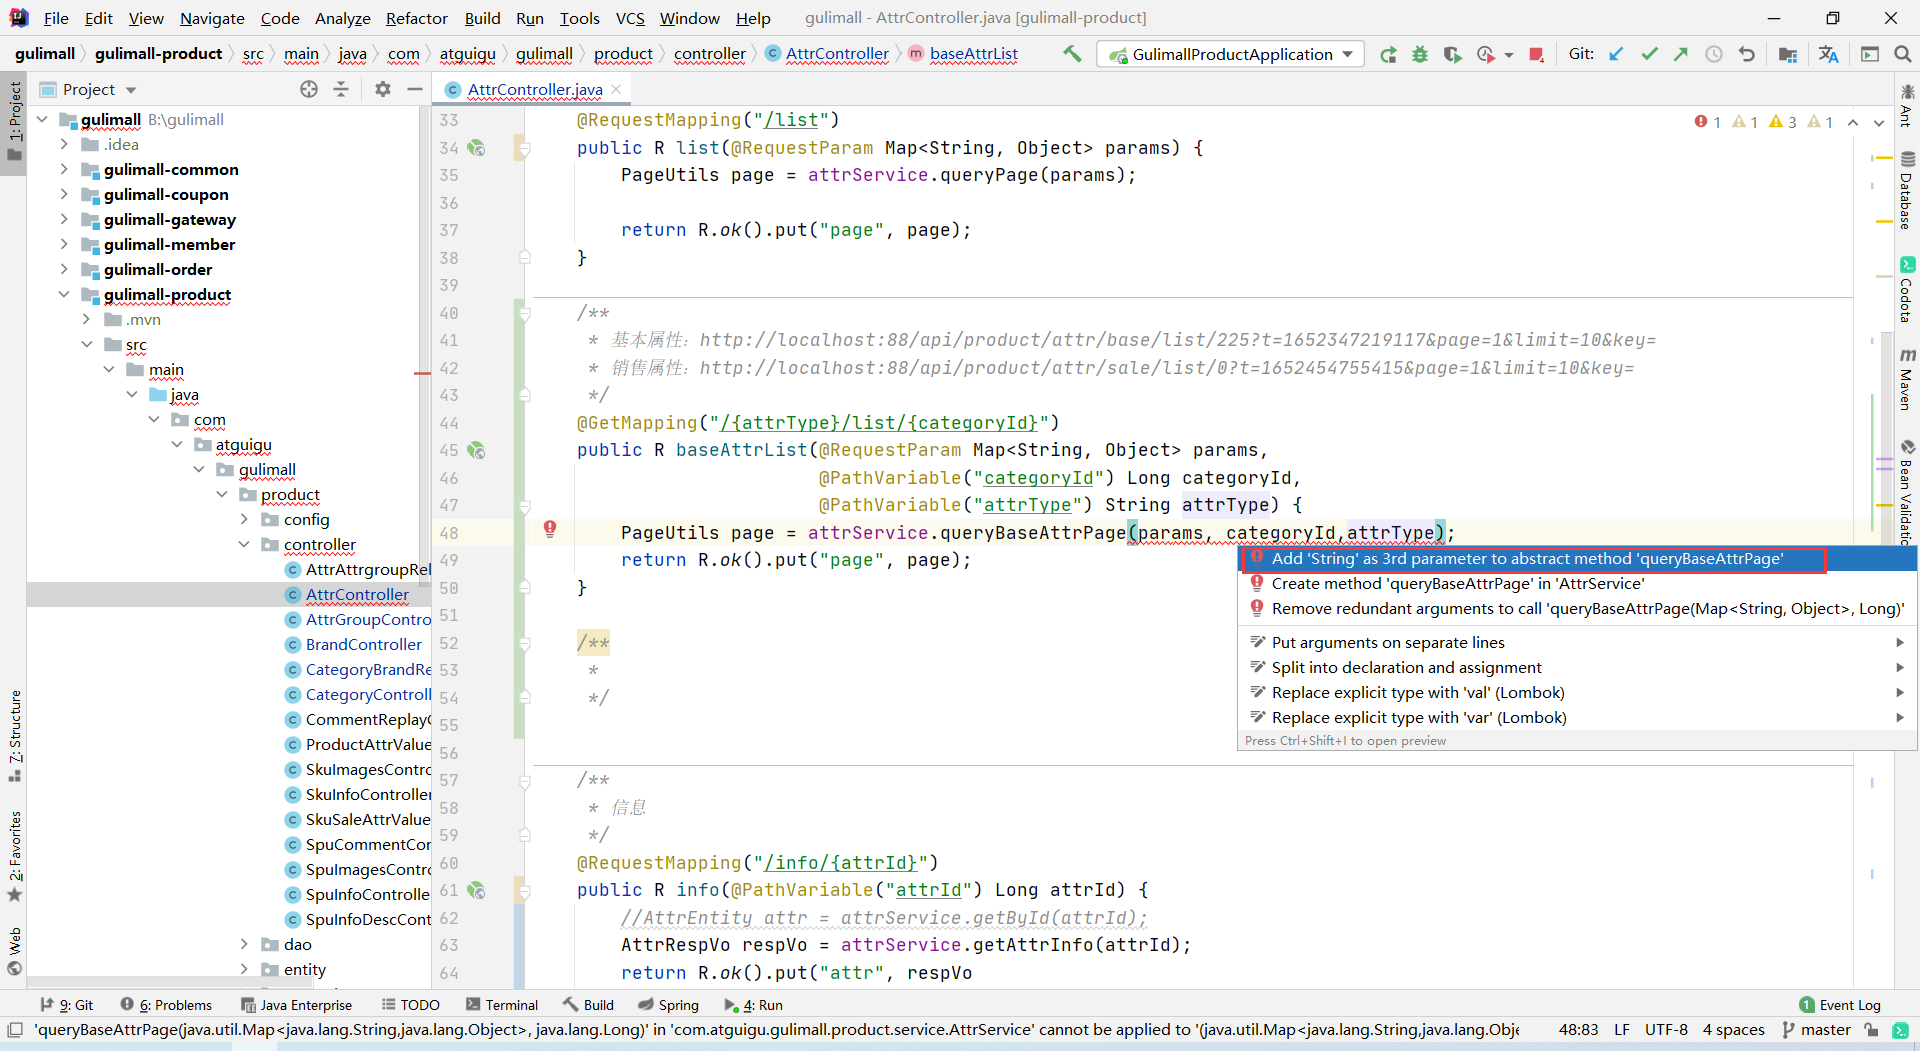 File Edit View Navigate Code Analyze Refactor Build Run Tools VCS Window Help gulimall - AttrController.java [gulimall-product]
gulimall gulimall-product src main java com atguigu gulimall product controller AttrController baseAttrList GulimallProductApplication Git:
1: Project
7: Structure
2: Favorites
Web
Project
gulimall B:\gulimall
.idea
gulimall-common
gulimall-coupon
gulimall-gateway
gulimall-member
gulimall-order
gulimall-product
.mvn
src
main
java
com
atguigu
gulimall
product
config
controller
AttrAttrgroupRel
AttrController
AttrGroupContro
BrandController
CategoryBrandRe
CategoryControll
CommentReplayC
ProductAttrValue
SkuImagesContro
SkuInfoController
SkuSaleAttrValue
SpuCommentCon
SpuImagesContro
SpuInfoControlle
SpuInfoDescCont
dao
entity
AttrController.java
1 1 3 1
33 @RequestMapping("/list")
34 public R list(@RequestParam Map<String, Object> params) {
35 PageUtils page = attrService.queryPage(params);
36
37 return R.ok().put("page", page);
38 }
39
40 /**
41 * 基本属性：http://localhost:88/api/product/attr/base/list/225?t=1652347219117&page=1&limit=10&key=
42 * 销售属性：http://localhost:88/api/product/attr/sale/list/0?t=1652454755415&page=1&limit=10&key=
43 */
44 @GetMapping("/{attrType}/list/{categoryId}")
45 public R baseAttrList(@RequestParam Map<String, Object> params,
46 @PathVariable("categoryId") Long categoryId,
47 @PathVariable("attrType") String attrType) {
48 PageUtils page = attrService.queryBaseAttrPage(params, categoryId,attrType);
49 return R.ok().put("page", page);
50 }
51
52 /**
53 *
54 */
55
56
57 /**
58 * 信息
59 */
60 @RequestMapping("/info/{attrId}")
61 public R info(@PathVariable("attrId") Long attrId) {
62 //AttrEntity attr = attrService.getById(attrId);
63 AttrRespVo respVo = attrService.getAttrInfo(attrId);
64 return R.ok().put("attr", respVo
Add 'String' as 3rd parameter to abstract method 'queryBaseAttrPage'
Create method 'queryBaseAttrPage' in 'AttrService'
Remove redundant arguments to call 'queryBaseAttrPage(Map<String, Object>, Long)'
Put arguments on separate lines
Split into declaration and assignment
Replace explicit type with 'val' (Lombok)
Replace explicit type with 'var' (Lombok)
Press Ctrl+Shift+I to open preview
Ant
Database
Codota
m Maven
Bean Validatic
9: Git 6: Problems Java Enterprise TODO Terminal Build Spring 4: Run 1 Event Log
'queryBaseAttrPage(java.util.Map<java.lang.String,java.lang.Object>, java.lang.Long)' in 'com.atguigu.gulimall.product.service.AttrService' cannot be applied to '(java.util.Map<java.lang.String,java.lang.Obje 48:83 LF UTF-8 4 spaces master